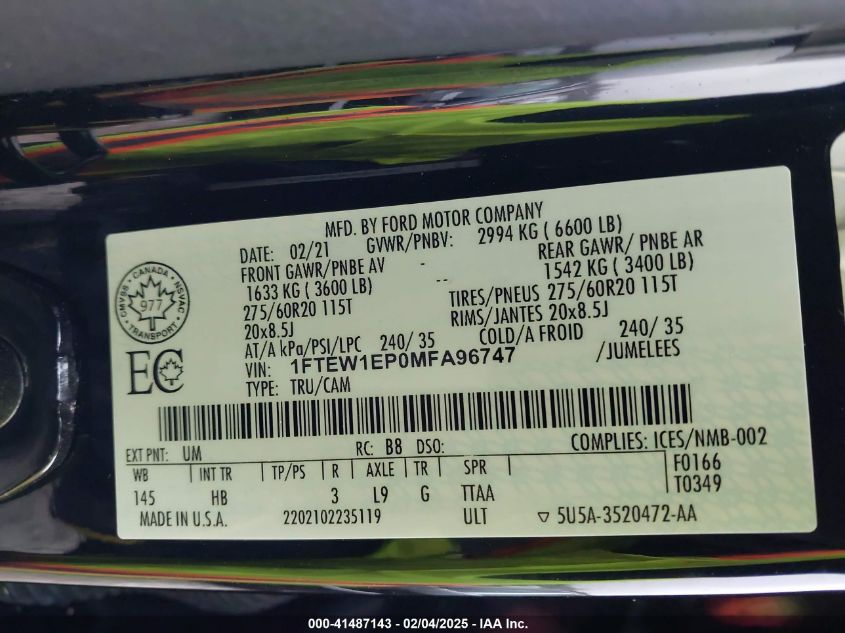 MFD. BY FORD MOTOR COMPANY
DATE: 02/21 GVWR/PNBV: 2994 KG ( 6600 LB)
FRONT GAWR/PNBE AV - REAR GAWR/ PNBE AR
1633 KG ( 3600 LB) -- 1542 KG ( 3400 LB)
275/60R20 115T TIRES/PNEUS 275/60R20 115T
20x8.5J RIMS/JANTES 20x8.5J
AT/A kPa/PSI/LPC 240/ 35 COLD/A FROID 240/ 35
VIN: 1FTEW1EP0MFA96747 /JUMELEES
TYPE: TRU/CAM
CANADA
CMVSS NSVAC
977
TRANSPORT
EC
EXT PNT: UM RC: B8 DSO: COMPLIES: ICES/NMB-002
WB INT TR TP/PS R AXLE TR SPR F0166
145 HB 3 L9 G TTAA T0349
MADE IN U.S.A. 2202102235119 ULT ▽ 5U5A-3520472-AA
000-41487143 - 02/04/2025 - IAA Inc.